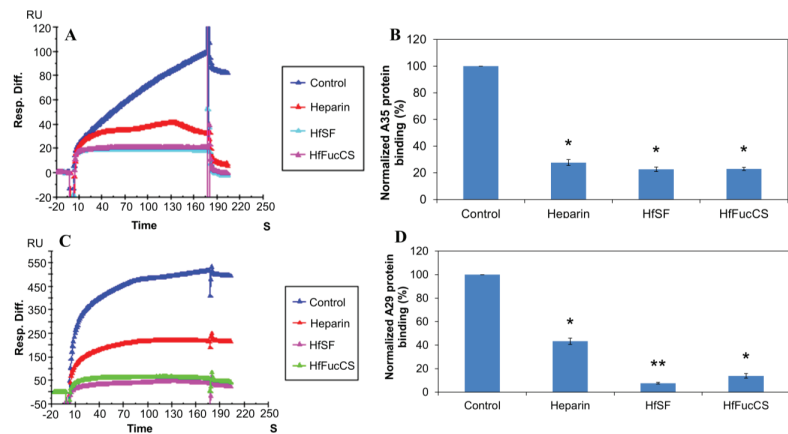 A
RU
120
100
80
60
40
20
0
20
-20 10 40 70 100 130 160 190 220 250
Time S
Resp. Diff.
Control
Heparin
HfSF
HfFucCS
B
Normalized A35 protein
binding (%)
120
100
80
60
40
20
0
* * *
Control Heparin HfSF HfFucCS
C
RU
550
450
350
250
150
50
-50
-20 10 40 70 100 130 160 190 220 250
Time S
Resp. Diff.
Control
Heparin
HfSF
HfFucCS
D
Normalized A29 protein
binding (%)
120
100
80
60
40
20
0
* ** *
Control Heparin HfSF HfFucCS